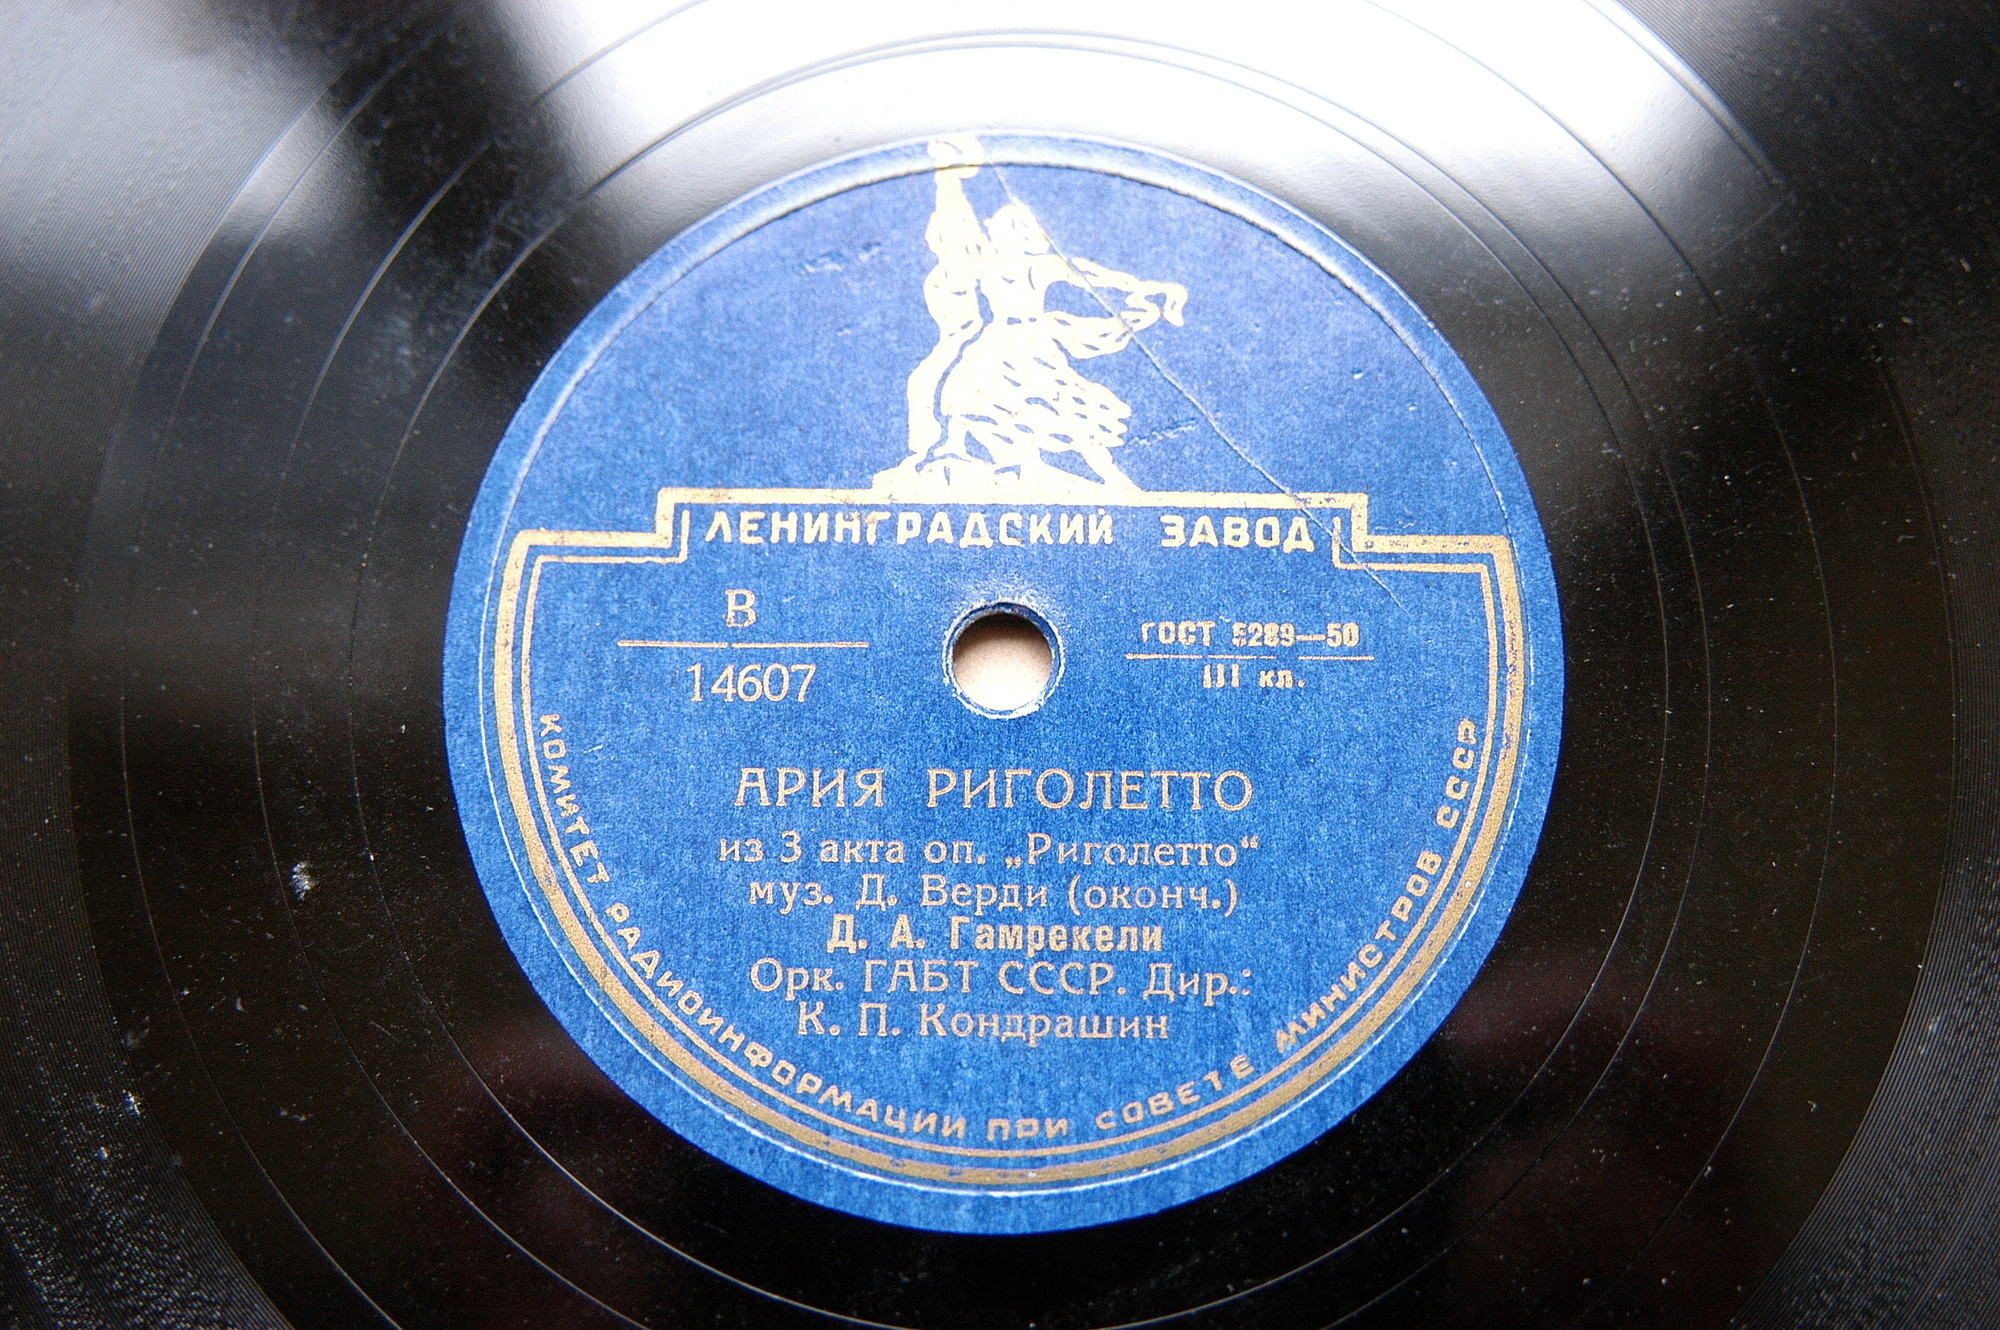 ЛЕНИНГРАДСКИЙ ЗАВОД
В
14607
ГОСТ 5289—50
III кл.
АРИЯ РИГОЛЕТТО
из 3 акта оп. „Риголетто“
муз. Д. Верди (оконч.)
Д. А. Гамрекели
Орк. ГАБТ СССР. Дир.:
К. П. Кондрашин
КОМИТЕТ РАДИОИНФОРМАЦИИ ПРИ СОВЕТЕ МИНИСТРОВ СССР